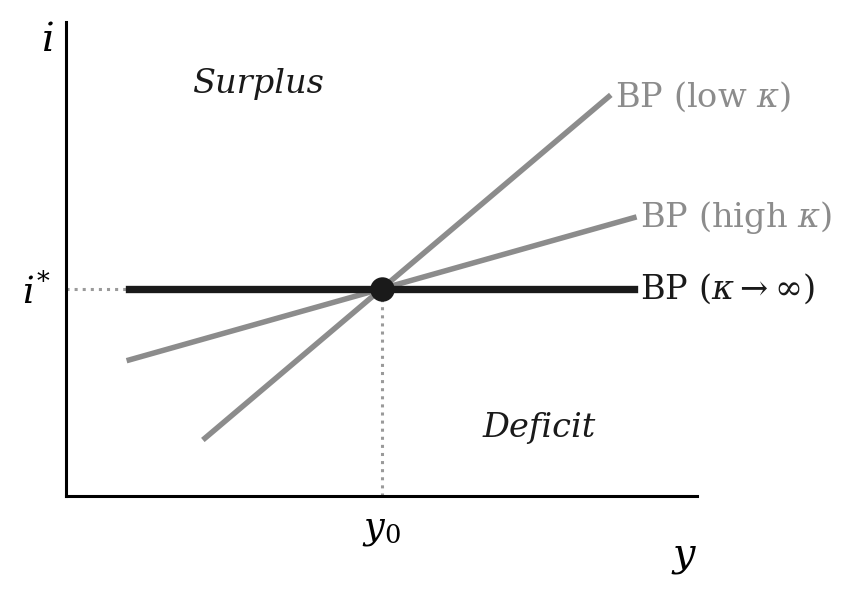 i
Surplus
BP (low κ)
BP (high κ)
i*
BP (κ → ∞)
Deficit
y₀
y